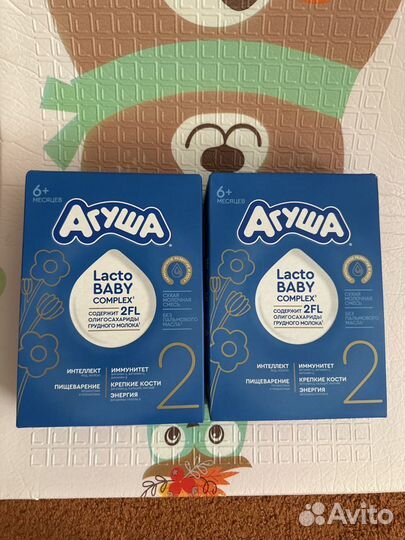 6+
МЕСЯЦЕВ
Агуша
Lacto
BABY
COMPLEX
СОДЕРЖИТ 2FL
ОЛИГОСАХАРИДЫ
ГРУДНОГО МОЛОКА
СУХАЯ
МОЛОЧНАЯ
СМЕСЬ
БЕЗ
ПАЛЬМОВОГО
МАСЛА
ИНТЕЛЛЕКТ
ИММУНИТЕТ
ПИЩЕВАРЕНИЕ
КРЕПКИЕ КОСТИ
ЭНЕРГИЯ
2
6+
МЕСЯЦЕВ
Агуша
Lacto
BABY
COMPLEX
СОДЕРЖИТ 2FL
ОЛИГОСАХАРИДЫ
ГРУДНОГО МОЛОКА
СУХАЯ
МОЛОЧНАЯ
СМЕСЬ
БЕЗ
ПАЛЬМОВОГО
МАСЛА
ИНТЕЛЛЕКТ
ИММУНИТЕТ
ПИЩЕВАРЕНИЕ
КРЕПКИЕ КОСТИ
ЭНЕРГИЯ
2
Avito